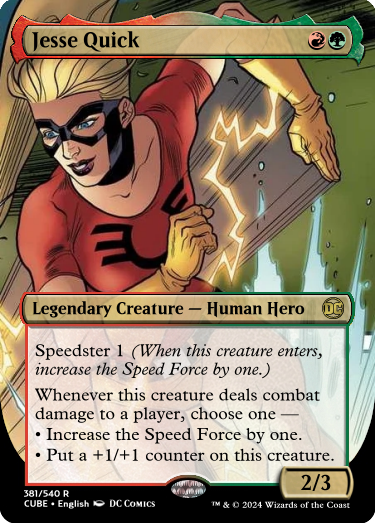 Jesse Quick
Legendary Creature — Human Hero
DC
Speedster 1 (When this creature enters,
increase the Speed Force by one.)
Whenever this creature deals combat
damage to a player, choose one —
• Increase the Speed Force by one.
• Put a +1/+1 counter on this creature.
2/3
381/540 R
CUBE • English DC COMICS
™ & © 2024 Wizards of the Coast